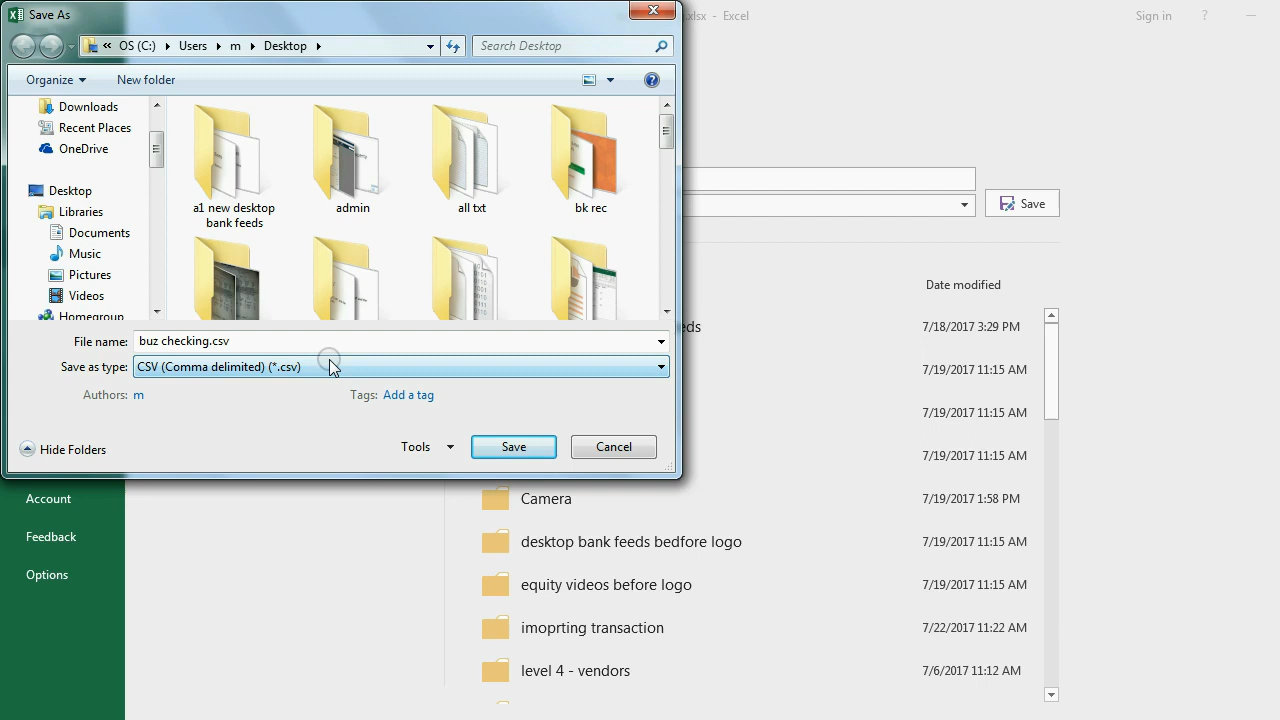 Save As
.xlsx - Excel
Sign in
?
« OS (C:) Users m Desktop
Search Desktop
Organize
New folder
Downloads
Recent Places
OneDrive
Desktop
Libraries
Documents
Music
Pictures
Videos
Homegroup
a1 new desktop
bank feeds
admin
all txt
bk rec
File name:
buz checking.csv
Save as type:
CSV (Comma delimited) (*.csv)
Authors: m
Tags: Add a tag
Hide Folders
Tools
Save
Cancel
Save
Date modified
eds
7/18/2017 3:29 PM
7/19/2017 11:15 AM
7/19/2017 11:15 AM
7/19/2017 11:15 AM
Camera
7/19/2017 1:58 PM
desktop bank feeds bedfore logo
7/19/2017 11:15 AM
equity videos before logo
7/19/2017 11:15 AM
imoprting transaction
7/22/2017 11:22 AM
level 4 - vendors
7/6/2017 11:12 AM
Account
Feedback
Options